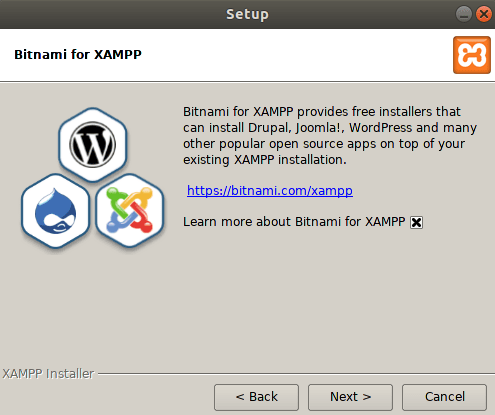 Setup
Bitnami for XAMPP
Bitnami for XAMPP provides free installers that
can install Drupal, Joomla!, WordPress and many
other popular open source apps on top of your
existing XAMPP installation.
https://bitnami.com/xampp
Learn more about Bitnami for XAMPP
XAMPP Installer
< Back
Next >
Cancel